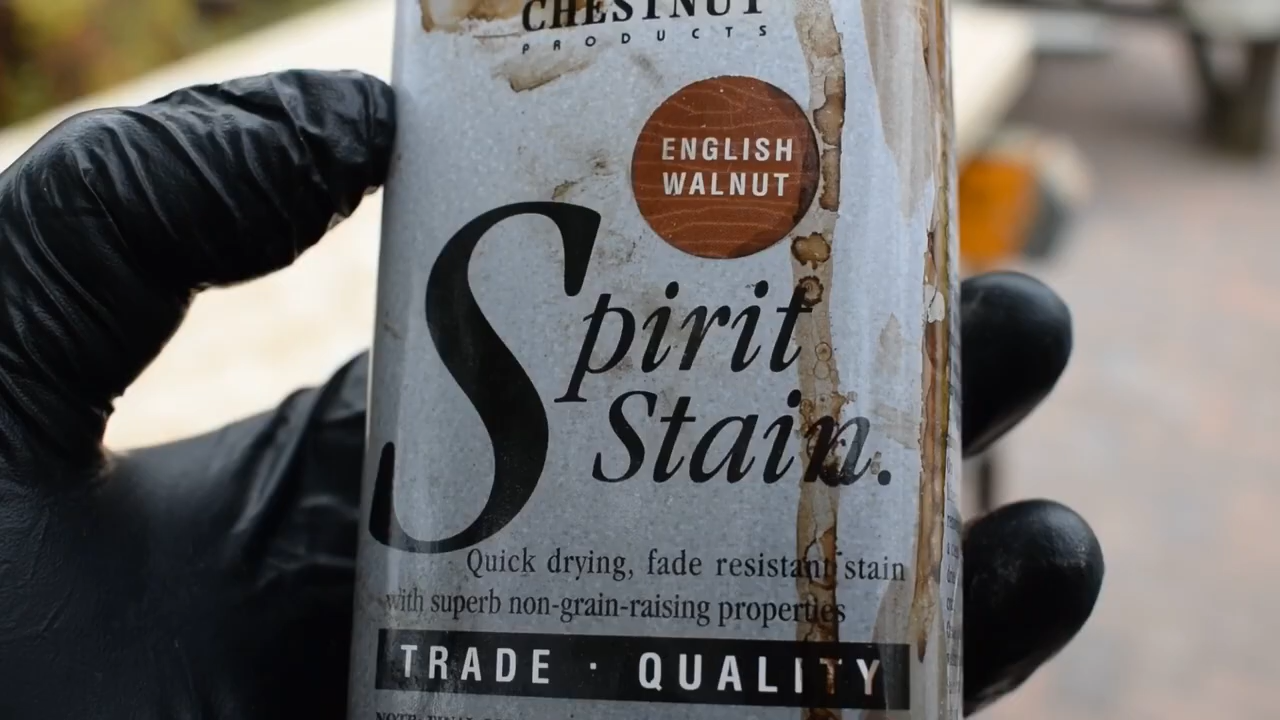 CHESTNUT
PRODUCTS
ENGLISH
WALNUT
Spirit
Stain.
Quick drying, fade resistant stain
with superb non-grain-raising properties
TRADE · QUALITY